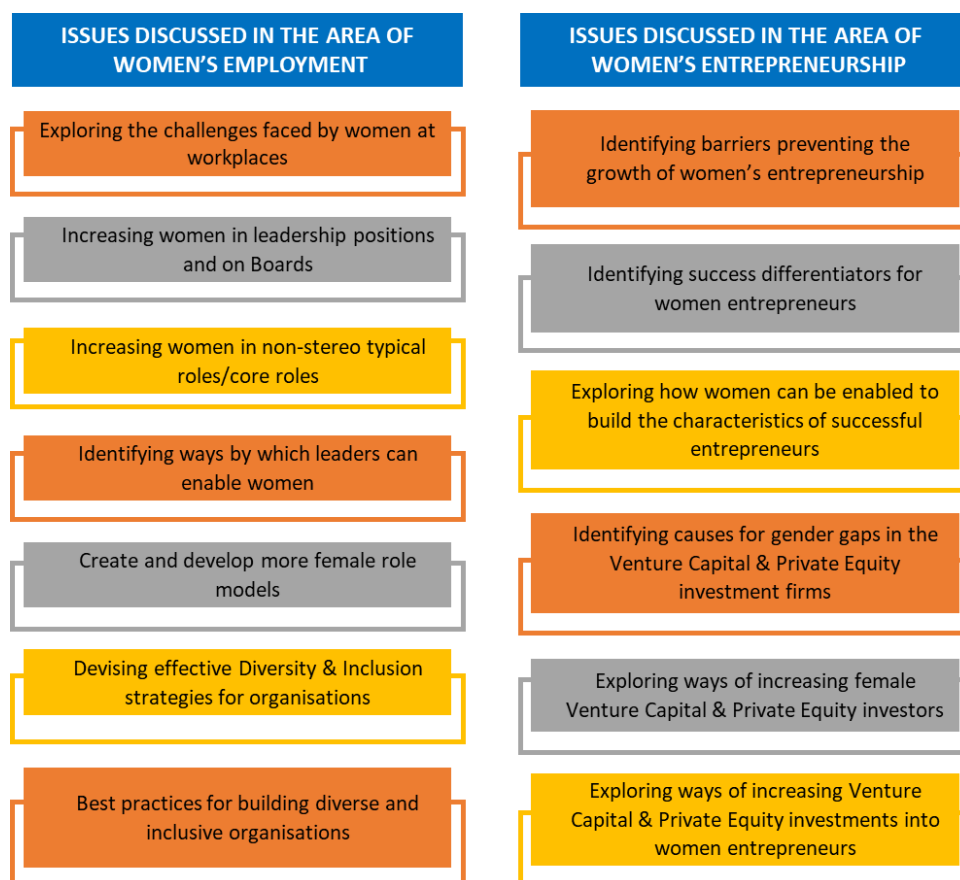 ISSUES DISCUSSED IN THE AREA OF
WOMEN'S EMPLOYMENT
Exploring the challenges faced by women at
workplaces
Increasing women in leadership positions
and on Boards
Increasing women in non-stereo typical
roles/core roles
Identifying ways by which leaders can
enable women
Create and develop more female role
models
Devising effective Diversity & Inclusion
strategies for organisations
Best practices for building diverse and
inclusive organisations
ISSUES DISCUSSED IN THE AREA OF
WOMEN'S ENTREPRENEURSHIP
Identifying barriers preventing the
growth of women's entrepreneurship
Identifying success differentiators for
women entrepreneurs
Exploring how women can be enabled to
build the characteristics of successful
entrepreneurs
Identifying causes for gender gaps in the
Venture Capital & Private Equity
investment firms
Exploring ways of increasing female
Venture Capital & Private Equity investors
Exploring ways of increasing Venture
Capital & Private Equity investments into
women entrepreneurs